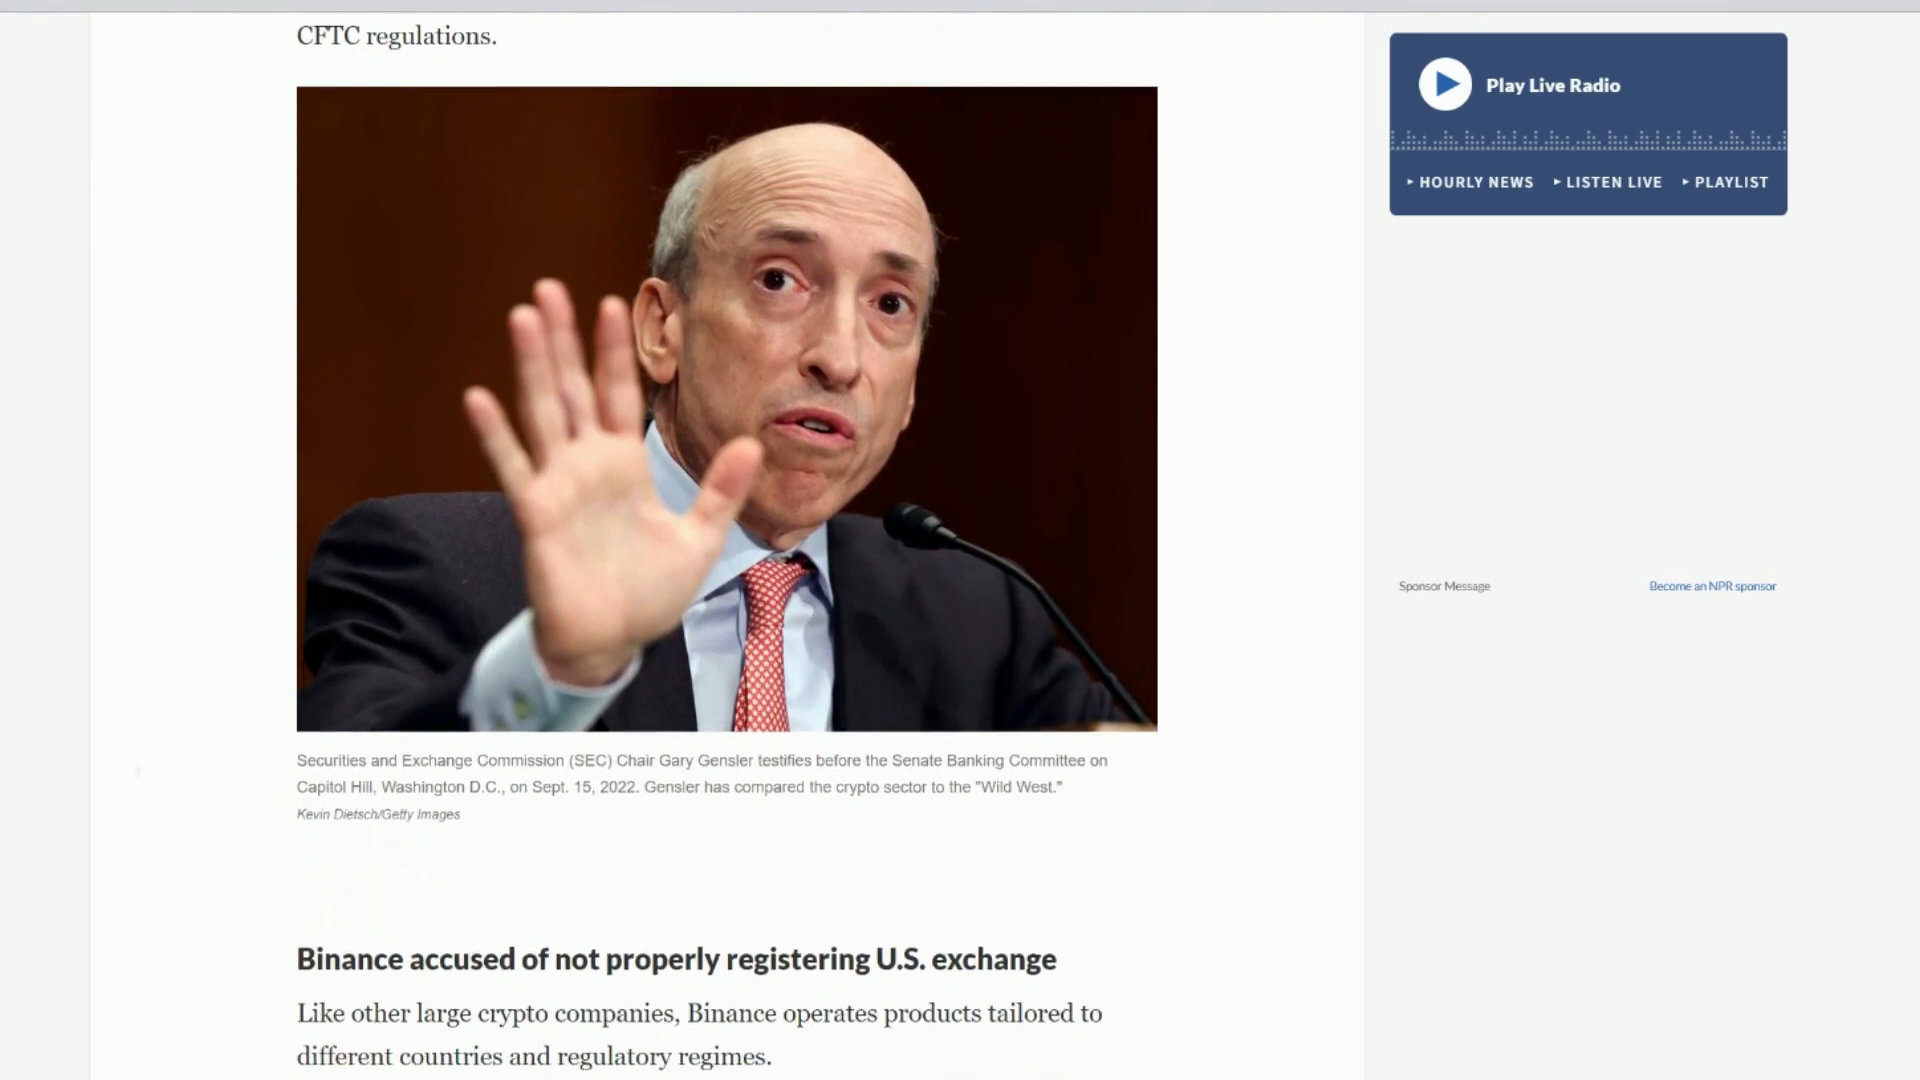 CFTC regulations.
Play Live Radio
HOURLY NEWS LISTEN LIVE PLAYLIST
Sponsor Message Become an NPR sponsor
Securities and Exchange Commission (SEC) Chair Gary Gensler testifies before the Senate Banking Committee on
Capitol Hill, Washington D.C., on Sept. 15, 2022. Gensler has compared the crypto sector to the "Wild West."
Kevin Dietsch/Getty Images
Binance accused of not properly registering U.S. exchange
Like other large crypto companies, Binance operates products tailored to
different countries and regulatory regimes.